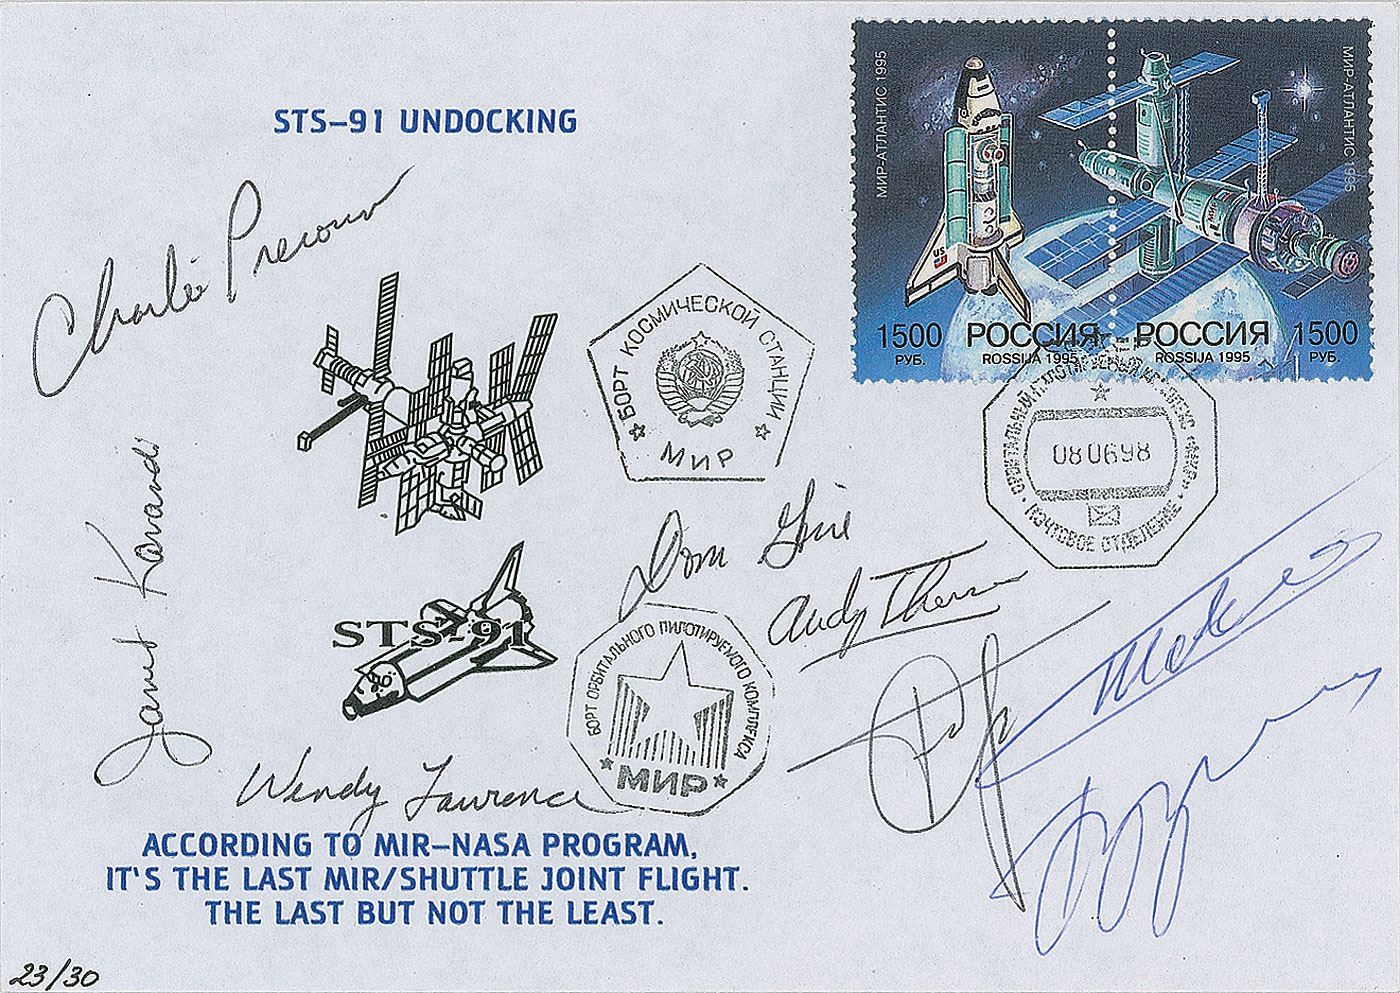 STS-91 UNDOCKING
МИР-АТЛАНТИС 1995
МИР-АТЛАНТИС 1995
МИР
US
1500
РУБ.
РОССИЯ
ROSSIJA 1995
РОССИЯ
ROSSIJA 1995
1500
РУБ.
Charlie Precourt
БОРТ КОСМИЧЕСКОЙ СТАНЦИИ
МИР
080698
ПОЧТОВОЕ ОТДЕЛЕНИЕ
Janet Kavandi
Dom Gorie
Andy Thomas
STS-91
БОРТ ОРБИТАЛЬНОГО ПИЛОТИРУЕМОГО КОМПЛЕКСА
МИР
Wendy Lawrence
ACCORDING TO MIR-NASA PROGRAM,
IT'S THE LAST MIR/SHUTTLE JOINT FLIGHT.
THE LAST BUT NOT THE LEAST.
23/30